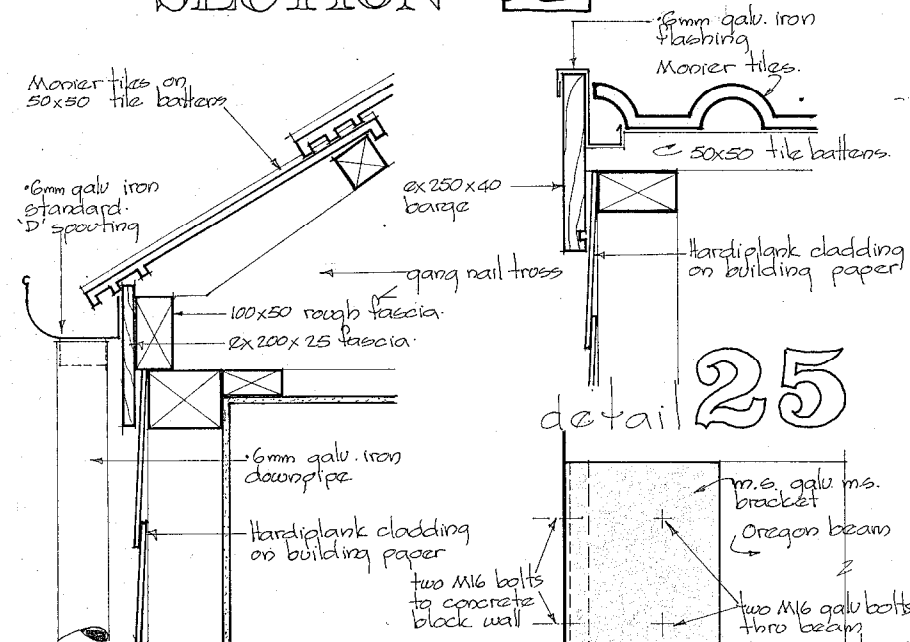 SECTION
Monier tiles on
50x50 tile battens
·6mm galv. iron
flashing
Monier tiles.
50x50 tile battens.
ex 250 x 40
barge
·6mm galv iron
standard.
'D' spouting
gang nail truss
100x50 rough fascia.
ex 200x25 fascia.
Hardiplank cladding
on building paper
detail 25
·6mm galv. iron
downpipe
Hardiplank cladding
on building paper
m.s. galv m.s.
bracket
Oregon beam
two M16 bolts
to concrete
block wall
two M16 galv bolts
thru beam